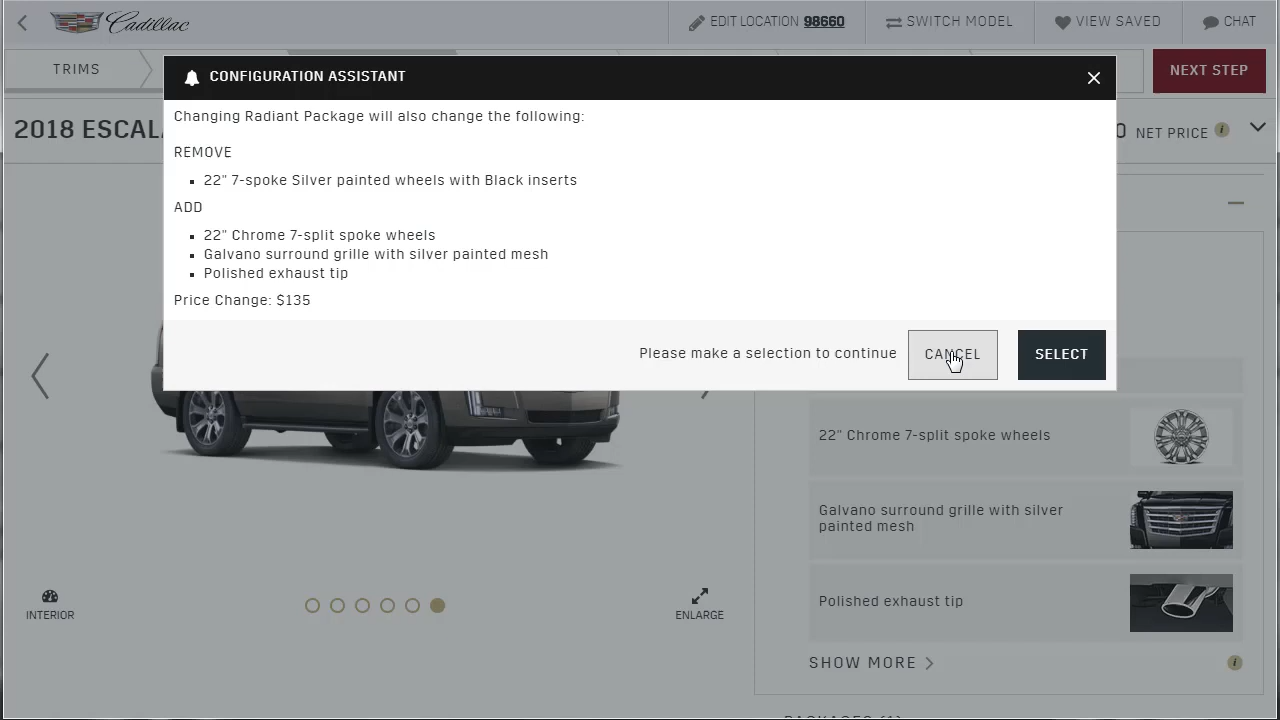 Cadillac
EDIT LOCATION 98660
SWITCH MODEL
VIEW SAVED
CHAT
TRIMS
NEXT STEP
CONFIGURATION ASSISTANT
2018 ESCAL
NET PRICE
Changing Radiant Package will also change the following:
REMOVE
22" 7-spoke Silver painted wheels with Black inserts
ADD
22" Chrome 7-split spoke wheels
Galvano surround grille with silver painted mesh
Polished exhaust tip
Price Change: $135
Please make a selection to continue
CANCEL
SELECT
22" Chrome 7-split spoke wheels
Galvano surround grille with silver
painted mesh
Polished exhaust tip
INTERIOR
ENLARGE
SHOW MORE